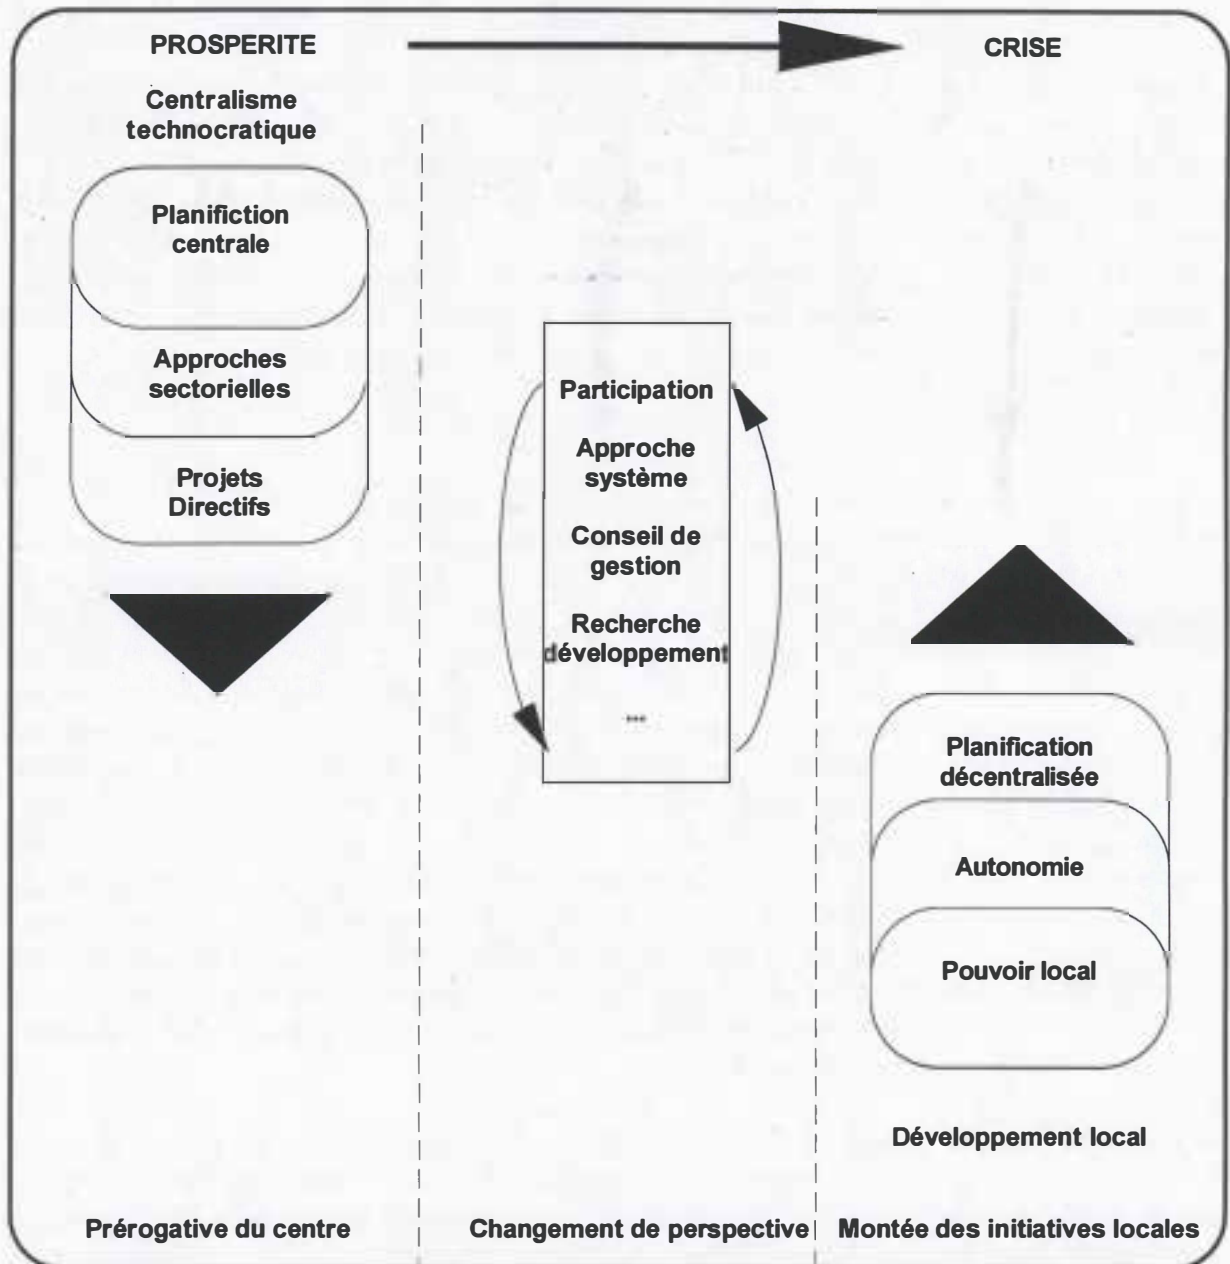 PROSPERITE
CRISE
Centralisme
technocratique
Planifiction
centrale
Approches
sectorielles
Projets
Directifs
Participation
Approche
système
Conseil de
gestion
Recherche
développement
...
Planification
décentralisée
Autonomie
Pouvoir local
Développement local
Prérogative du centre
Changement de perspective
Montée des initiatives locales